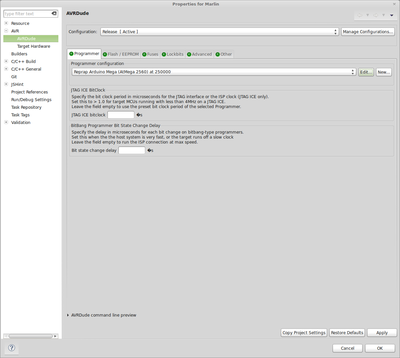 Properties for Marlin
type filter text
Resource
AVR
AVRDude
Target Hardware
Builders
C/C++ Build
C/C++ General
Git
JSoint
Project References
Run/Debug Settings
Task Repository
Task Tags
Validation
AVRDude
Configuration:
Release [ Active ]
Manage Configurations...
Programmer
Flash / EEPROM
Fuses
Lockbits
Advanced
Other
Programmer configuration
Reprap Arduino Mega (AtMega 2560) at 250000
Edit...
New...
JTAG ICE BitClock
Specify the bit clock period in microseconds for the JTAG interface or the ISP clock (JTAG ICE only).
Set this to > 1.0 for target MCUs running with less than 4MHz on a JTAG ICE.
Leave the field empty to use the preset bit clock period of the selected Programmer.
JTAG ICE bitclock
�s
BitBang Programmer Bit State Change Delay
Specify the delay in microseconds for each bit change on bitbang-type programmers.
Set this when the the host system is very fast, or the target runs off a slow clock
Leave the field empty to run the ISP connection at max speed.
Bit state change delay
�s
AVRDude command line preview
Copy Project Settings
Restore Defaults
Apply
?
Cancel
OK